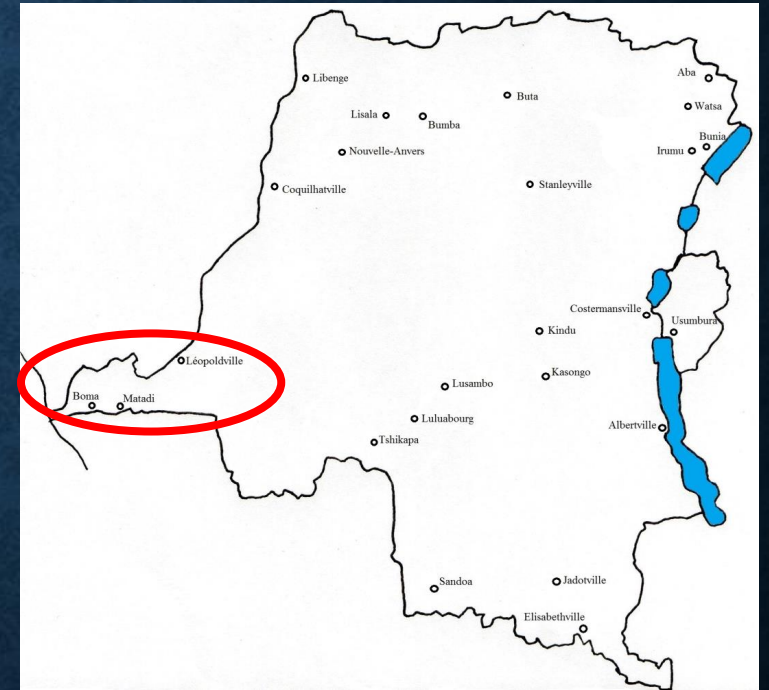 Aba
Libenge
Buta
Watsa
Lisala
Bumba
Bunia
Irumu
Nouvelle-Anvers
Stanleyville
Coquilhatville
Costermansville
Usumbura
Kindu
Léopoldville
Kasongo
Lusambo
Boma
Matadi
Luluabourg
Albertville
Tshikapa
Sandoa
Jadotville
Elisabethville